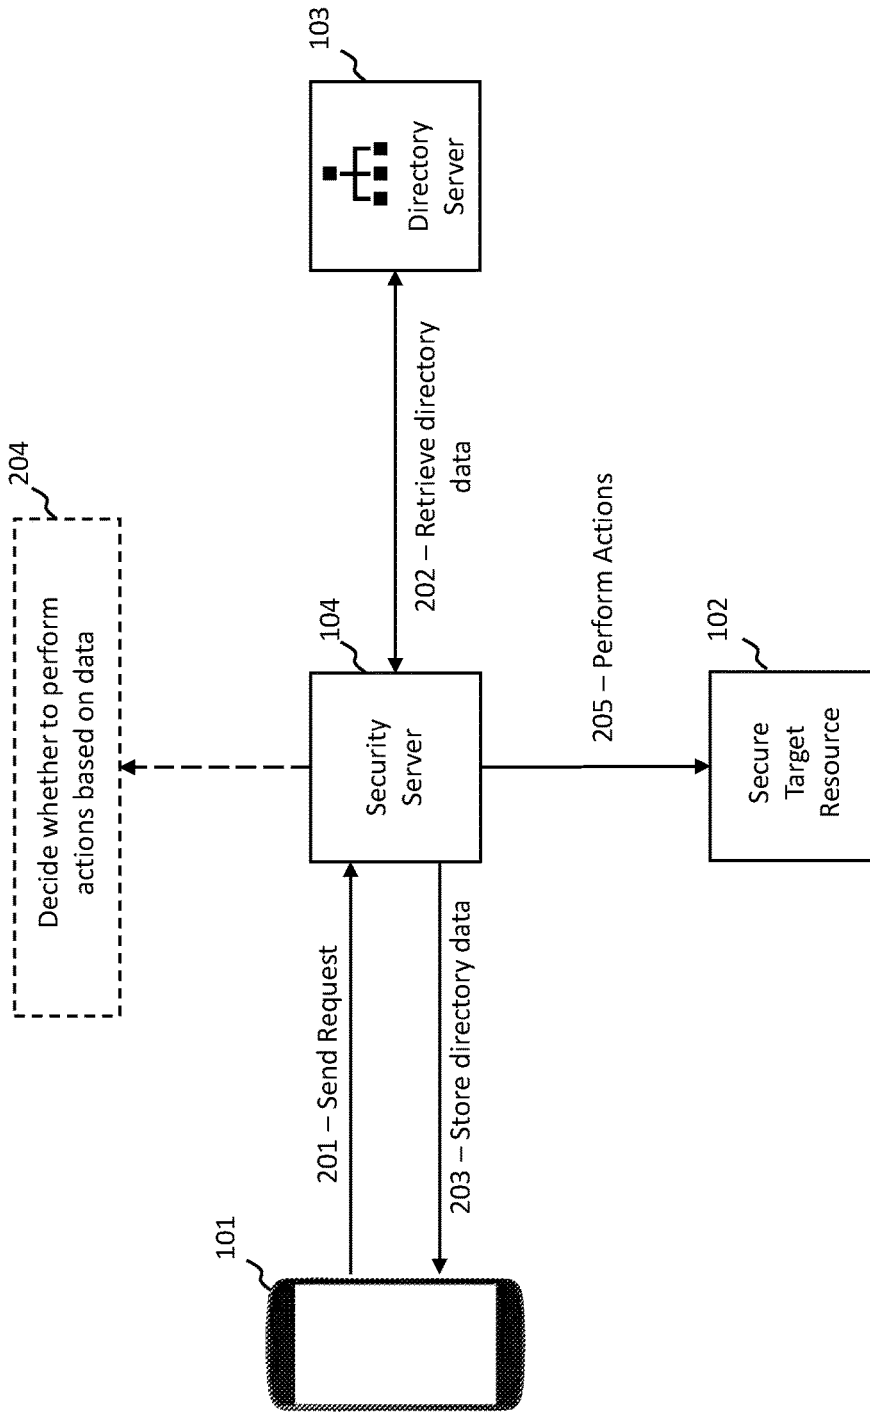 204
Decide whether to perform
actions based on data
101
201 – Send Request
203 – Store directory data
104
Security
Server
202 – Retrieve directory
data
103
Directory
Server
205 – Perform Actions
102
Secure
Target
Resource